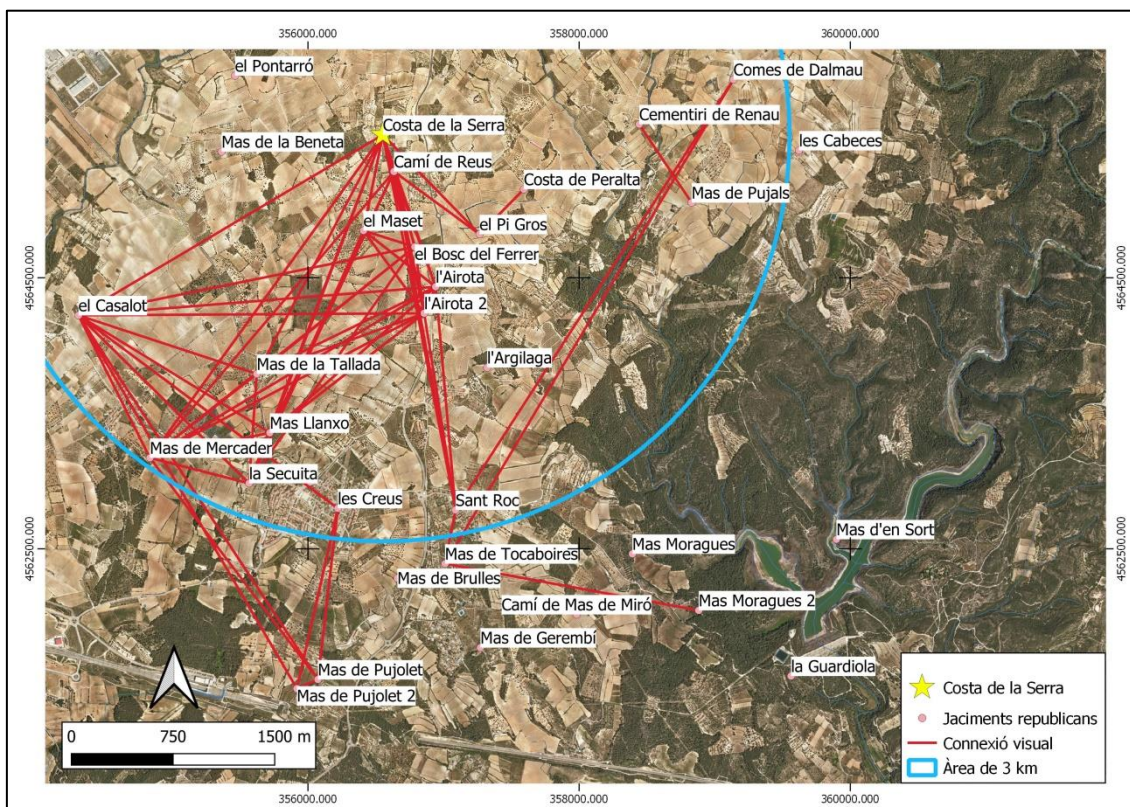 356000.000
358000.000
360000.000
el Pontarró
Comes de Dalmau
Costa de la Serra
Cementiri de Renau
Mas de la Beneta
les Cabeces
Camí de Reus
Costa de Peralta
Mas de Pujals
el Maset
el Pi Gros
el Bosc del Ferrer
4564500.000
l'Airota
4564500.000
el Casalot
l'Airota 2
l'Argilaga
Mas de la Tallada
Mas Llanxo
Mas de Mercader
la Secuita
les Creus
Sant Roc
Mas d'en Sort
4562500.000
Mas de Tocaboires
Mas Moragues
4562500.000
Mas de Brulles
Camí de Mas de Miró
Mas Moragues 2
Mas de Gerembí
la Guardiola
Mas de Pujolet
Mas de Pujolet 2
Costa de la Serra
Jaciments republicans
Connexió visual
Àrea de 3 km
0
750
1500 m
356000.000
358000.000
360000.000